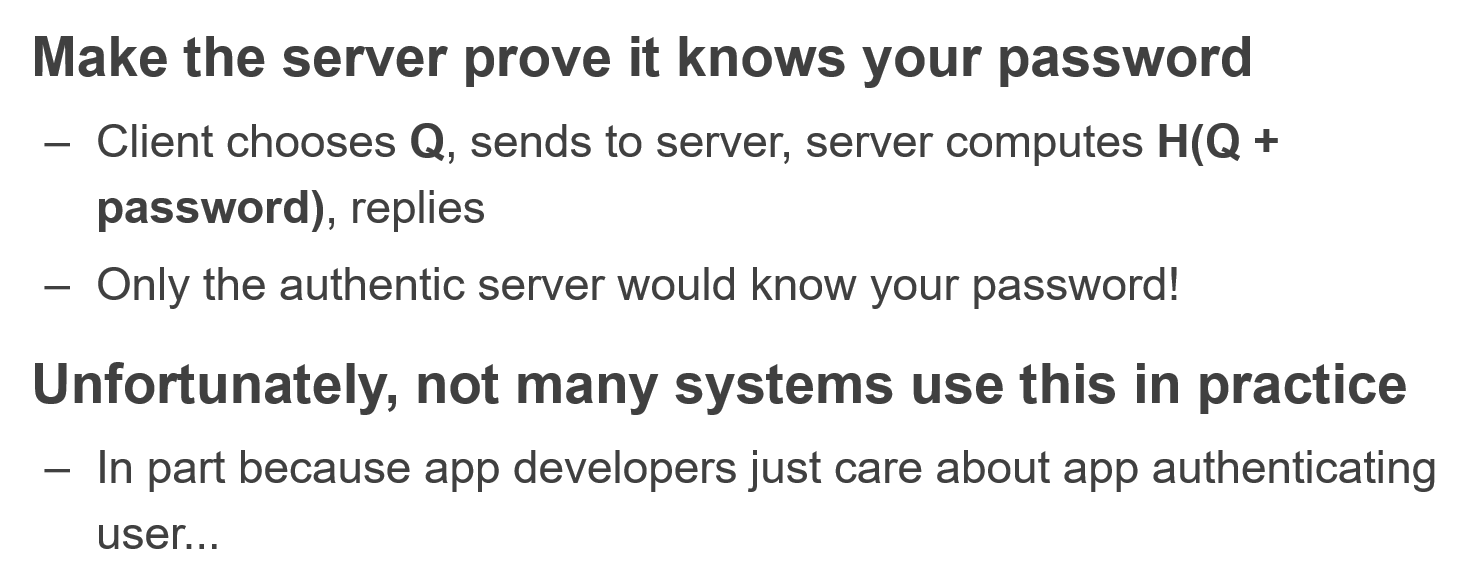 Make the server prove it knows your password
– Client chooses Q, sends to server, server computes H(Q +
password), replies
– Only the authentic server would know your password!
Unfortunately, not many systems use this in practice
– In part because app developers just care about app authenticating
user...